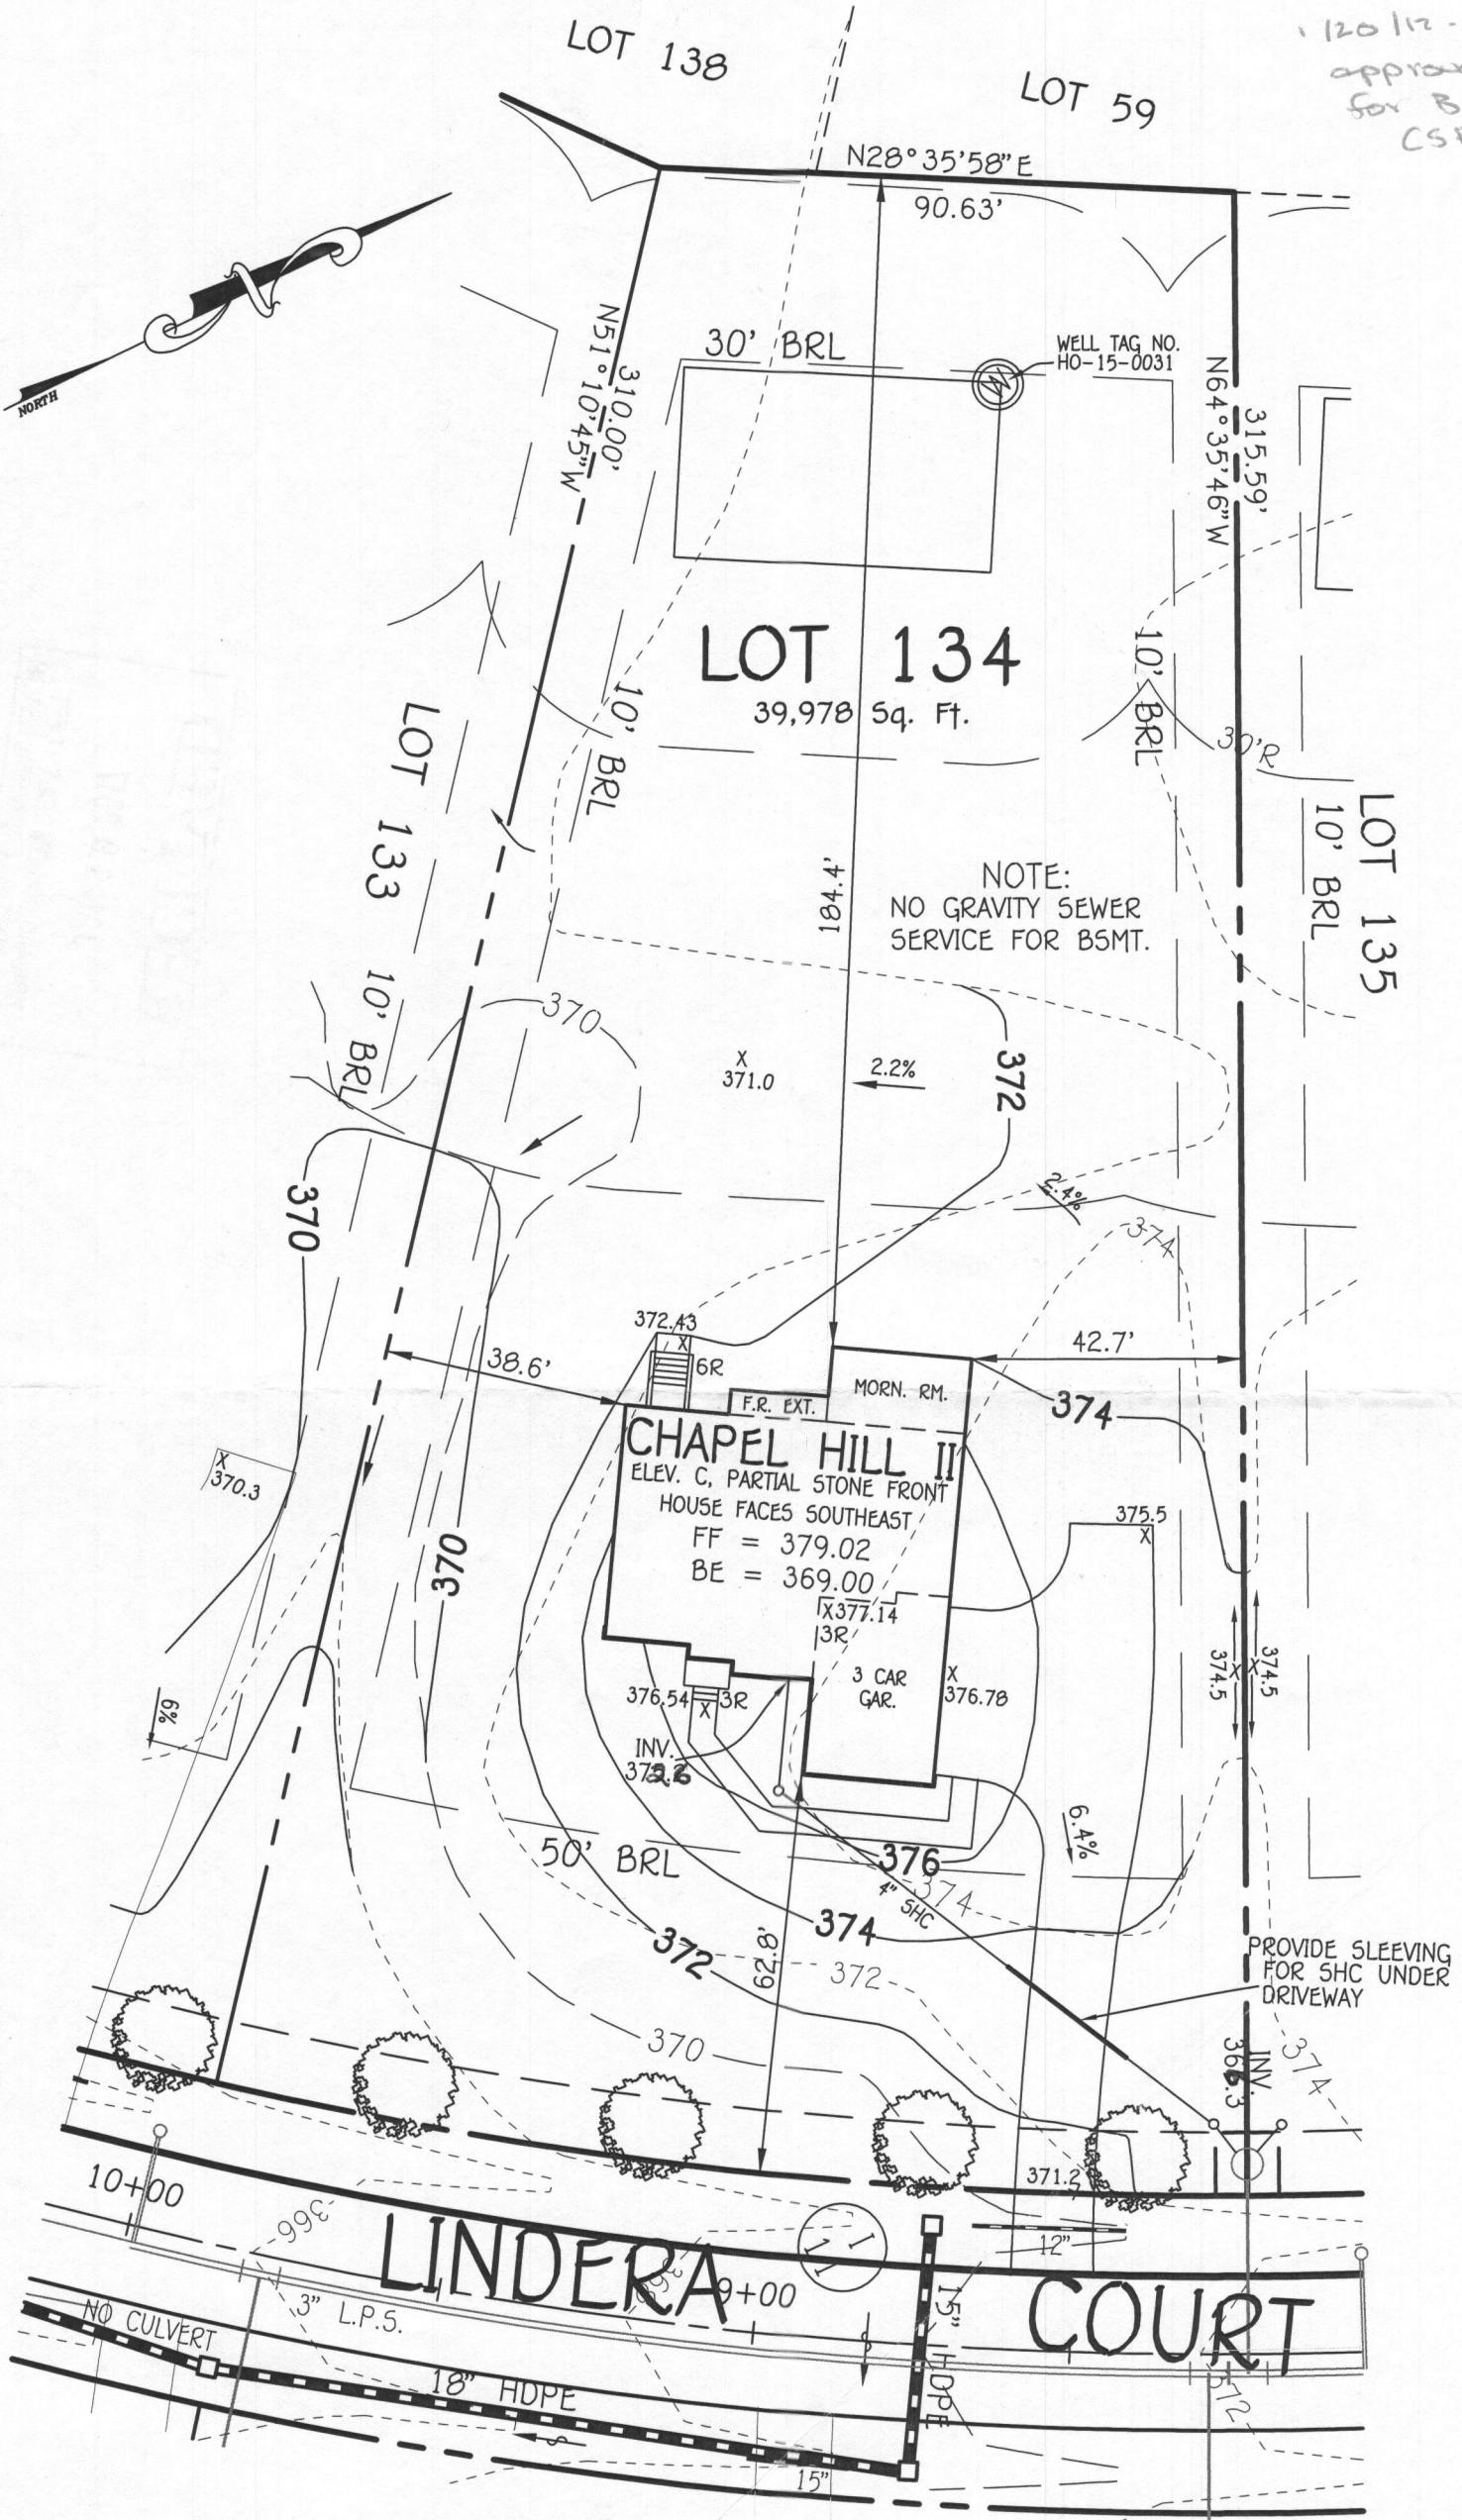 1/20/12 -
for B
LOT 138
LOT 59
N28°35'58"E
90.63'
NORTH
30' BRL
WELL TAG NO.
HO-15-0031
310.00'
N51°10'45"W
315.59'
N64°35'46"W
LOT 134
39,978 Sq. Ft.
10' BRL
10' BRL
30'R
LOT 133
10' BRL
LOT 135
10' BRL
184.4'
NOTE:
NO GRAVITY SEWER
SERVICE FOR BSMT.
370
X
371.0
2.2%
372
370
2.4%
374
372.43
X
6R
38.6'
42.7'
F.R. EXT.
MORN. RM.
374
CHAPEL HILL II
ELEV. C, PARTIAL STONE FRONT
HOUSE FACES SOUTHEAST
FF = 379.02
BE = 369.00
X
370.3
370
375.5
X
X377.14
3R
3 CAR
GAR.
X
376.78
374.5
X
X
374.5
376.54
X
3R
INV.
6%
6.4%
50' BRL
376
4" SHC
374
374
372
372
62.8'
PROVIDE SLEEVING
FOR SHC UNDER
DRIVEWAY
370
INV.
374
371.2
10+00
366
LINDERA
9+00
12"
COURT
3" L.P.S.
NO CULVERT
18" HDPE
15" HDPE
15"
372